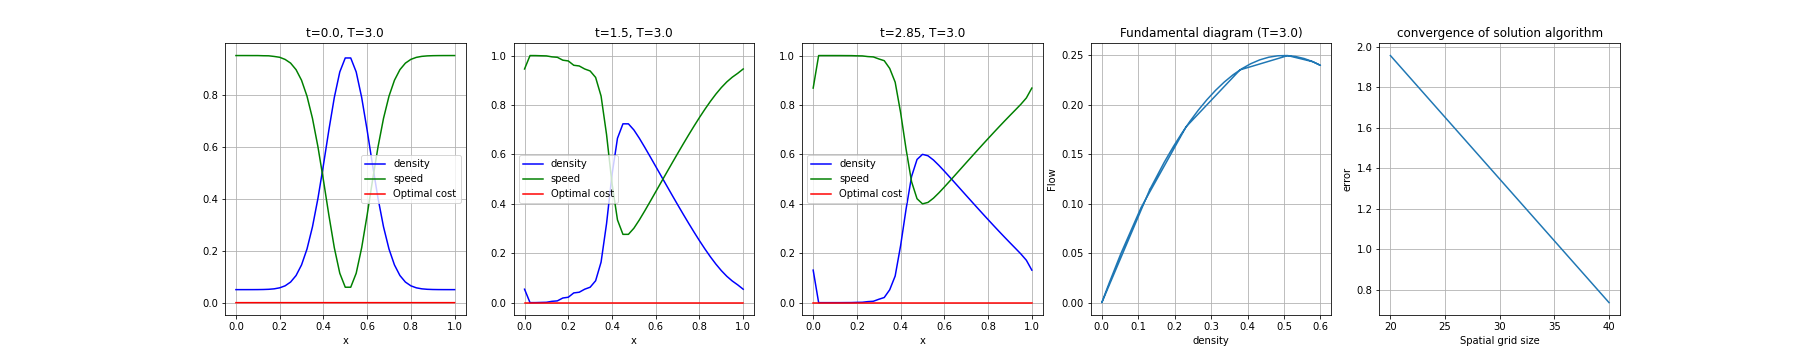 t=0.0, T=3.0
0.8
0.6
0.4
0.2
0.0
density
speed
Optimal cost
0.0 0.2 0.4 0.6 0.8 1.0
x
t=1.5, T=3.0
1.0
0.8
0.6
0.4
0.2
0.0
density
speed
Optimal cost
0.0 0.2 0.4 0.6 0.8 1.0
x
t=2.85, T=3.0
1.0
0.8
0.6
0.4
0.2
0.0
density
speed
Optimal cost
0.0 0.2 0.4 0.6 0.8 1.0
x
Fundamental diagram (T=3.0)
Flow
0.25
0.20
0.15
0.10
0.05
0.00
0.0 0.1 0.2 0.3 0.4 0.5 0.6
density
convergence of solution algorithm
error
2.0
1.8
1.6
1.4
1.2
1.0
0.8
20 25 30 35 40
Spatial grid size